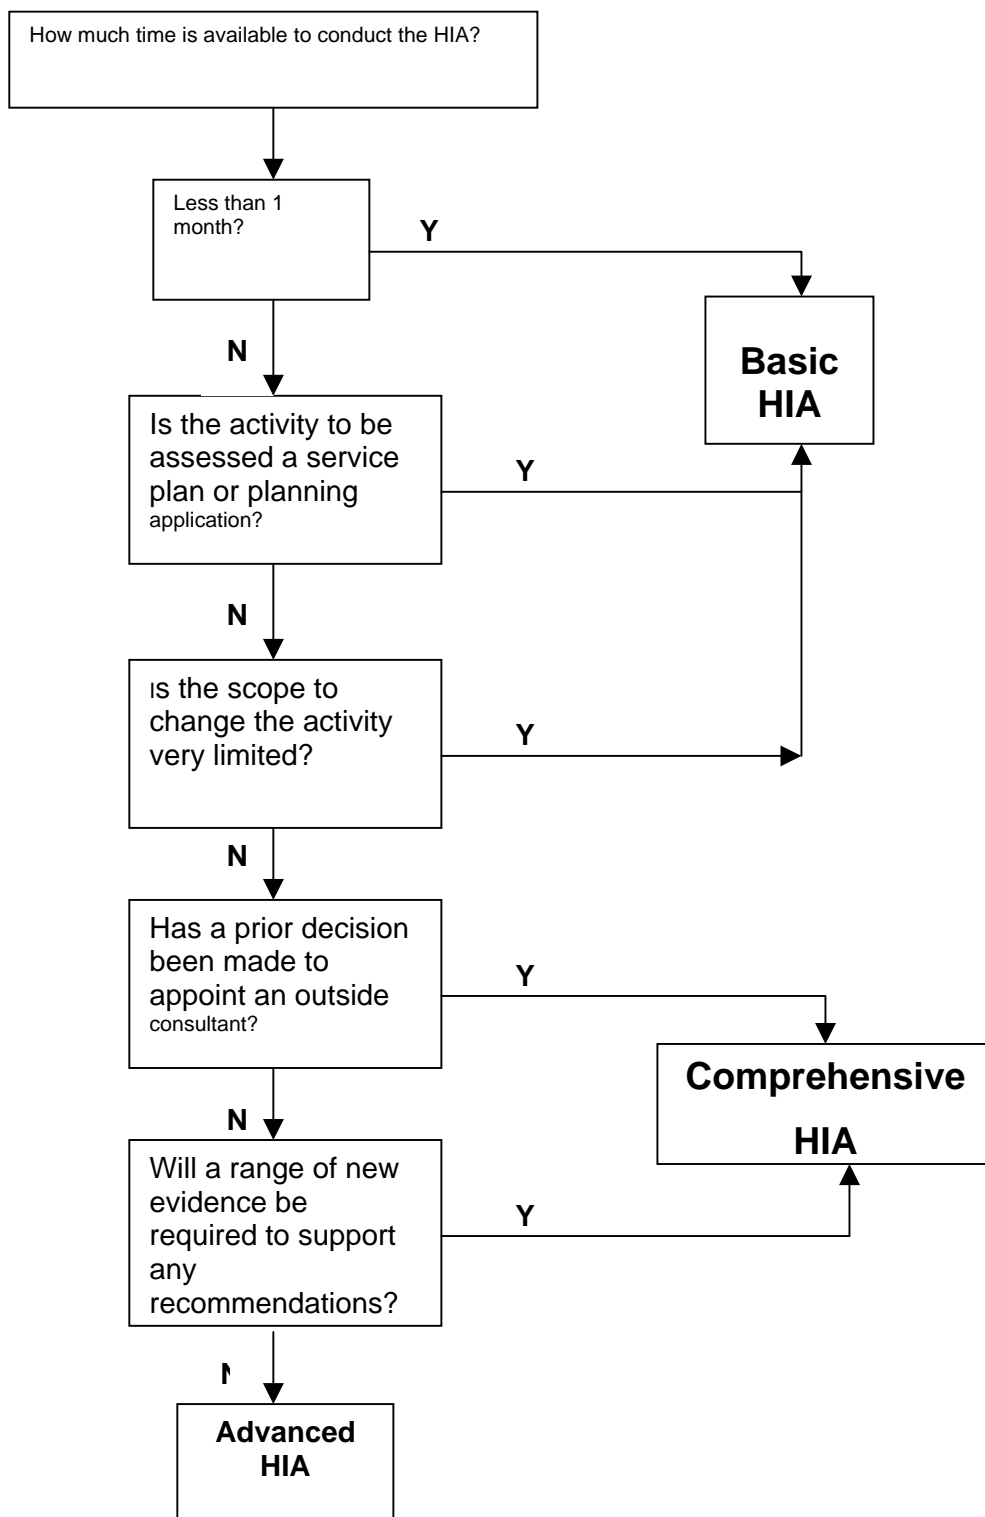 How much time is available to conduct the HIA?
Less than 1
month?
Y
N
Basic
HIA
Is the activity to be
assessed a service
plan or planning
application?
Y
N
Is the scope to
change the activity
very limited?
Y
N
Has a prior decision
been made to
appoint an outside
consultant?
Y
N
Comprehensive
HIA
Will a range of new
evidence be
required to support
any
recommendations?
Y
N
Advanced
HIA